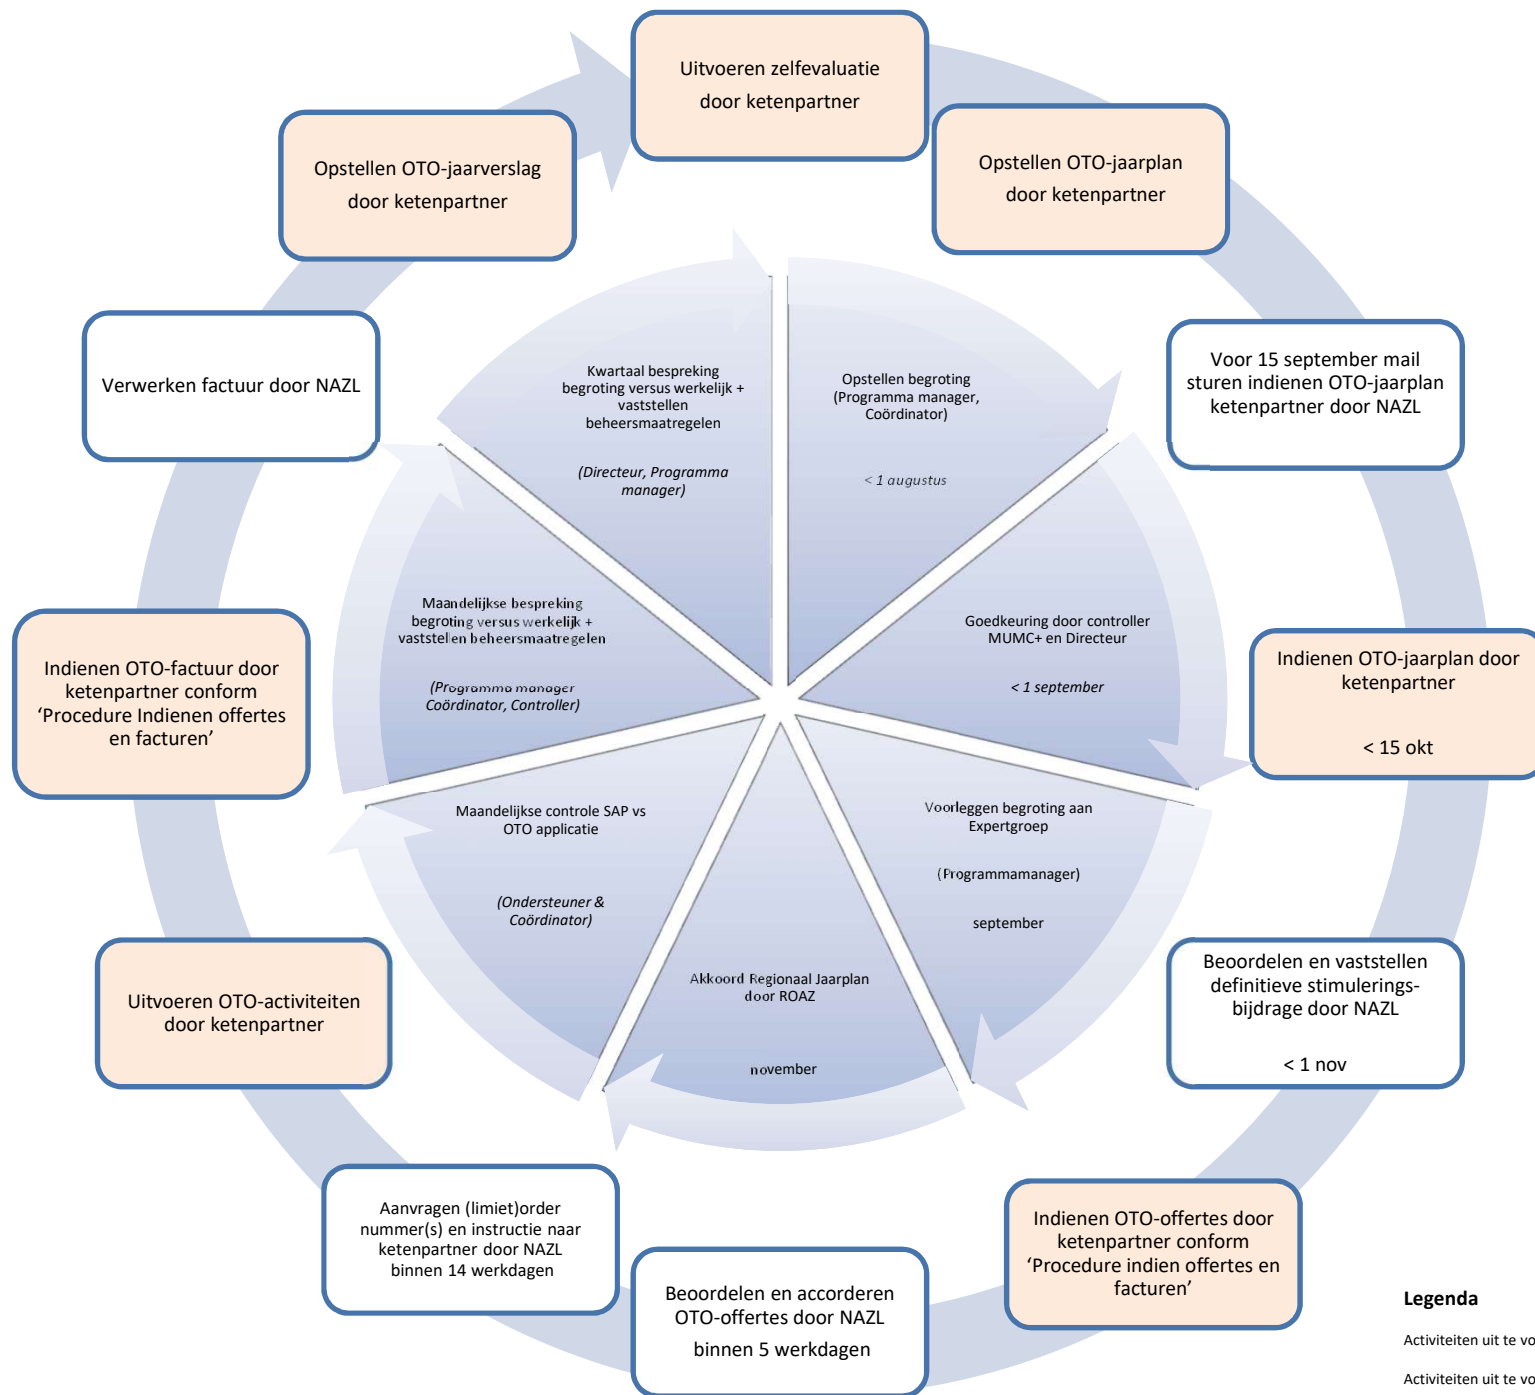 Uitvoeren zelfevaluatie
door ketenpartner
Opstellen OTO-jaarplan
door ketenpartner
Voor 15 september mail
sturen indienen OTO-jaarplan
ketenpartner door NAZL
Indienen OTO-jaarplan door
ketenpartner
< 15 okt
Beoordelen en vaststellen
definitieve stimulerings-
bijdrage door NAZL
< 1 nov
Indienen OTO-offertes door
ketenpartner conform
‘Procedure indien offertes en
facturen’
Beoordelen en accorderen
OTO-offertes door NAZL
binnen 5 werkdagen
Aanvragen (limiet)order
nummer(s) en instructie naar
ketenpartner door NAZL
binnen 14 werkdagen
Uitvoeren OTO-activiteiten
door ketenpartner
Indienen OTO-factuur door
ketenpartner conform
‘Procedure Indienen offertes
en facturen’
Verwerken factuur door NAZL
Opstellen OTO-jaarverslag
door ketenpartner
Opstellen begroting
(Programma manager,
Coördinator)
< 1 augustus
Goedkeuring door controller
MUMC+ en Directeur
< 1 september
Voorleggen begroting aan
Expertgroep
(Programmamanager)
september
Akkoord Regionaal Jaarplan
door ROAZ
november
Maandelijkse controle SAP vs
OTO applicatie
(Ondersteuner &
Coördinator)
Maandelijkse bespreking
begroting versus werkelijk +
vaststellen beheersmaatregelen
(Programma manager
Coördinator, Controller)
Kwartaal bespreking
begroting versus werkelijk +
vaststellen
beheersmaatregelen
(Directeur, Programma
manager)
Legenda
Activiteiten uit te vo
Activiteiten uit te vo